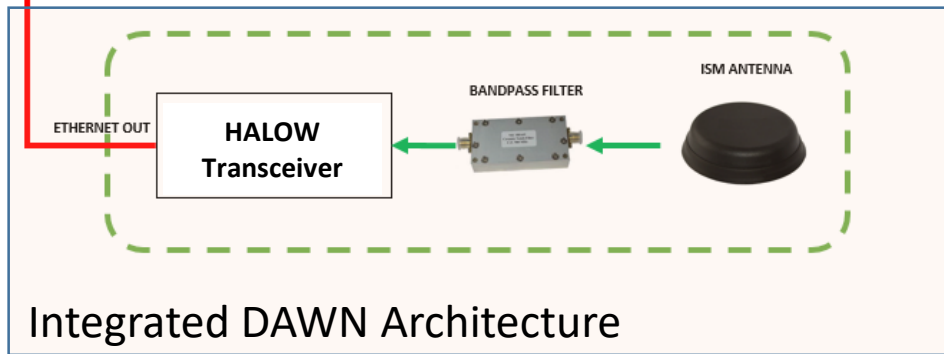 ISM ANTENNA
BANDPASS FILTER
ETHERNET OUT
HALOW
Transceiver
Integrated DAWN Architecture